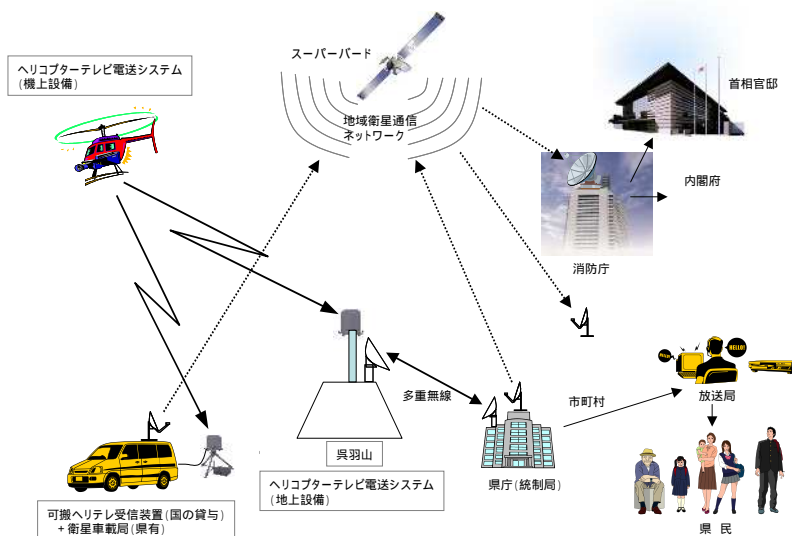 ヘリコプターテレビ電送システム
(機上設備)
スーパーバード
地域衛星通信
ネットワーク
首相官邸
内閣府
消防庁
HELLO!
HELLO!
放送局
多重無線
市町村
呉羽山
ヘリコプターテレビ電送システム
(地上設備)
県庁(統制局)
可搬ヘリテレ受信装置(国の貸与)
+衛星車載局(県有)
県 民